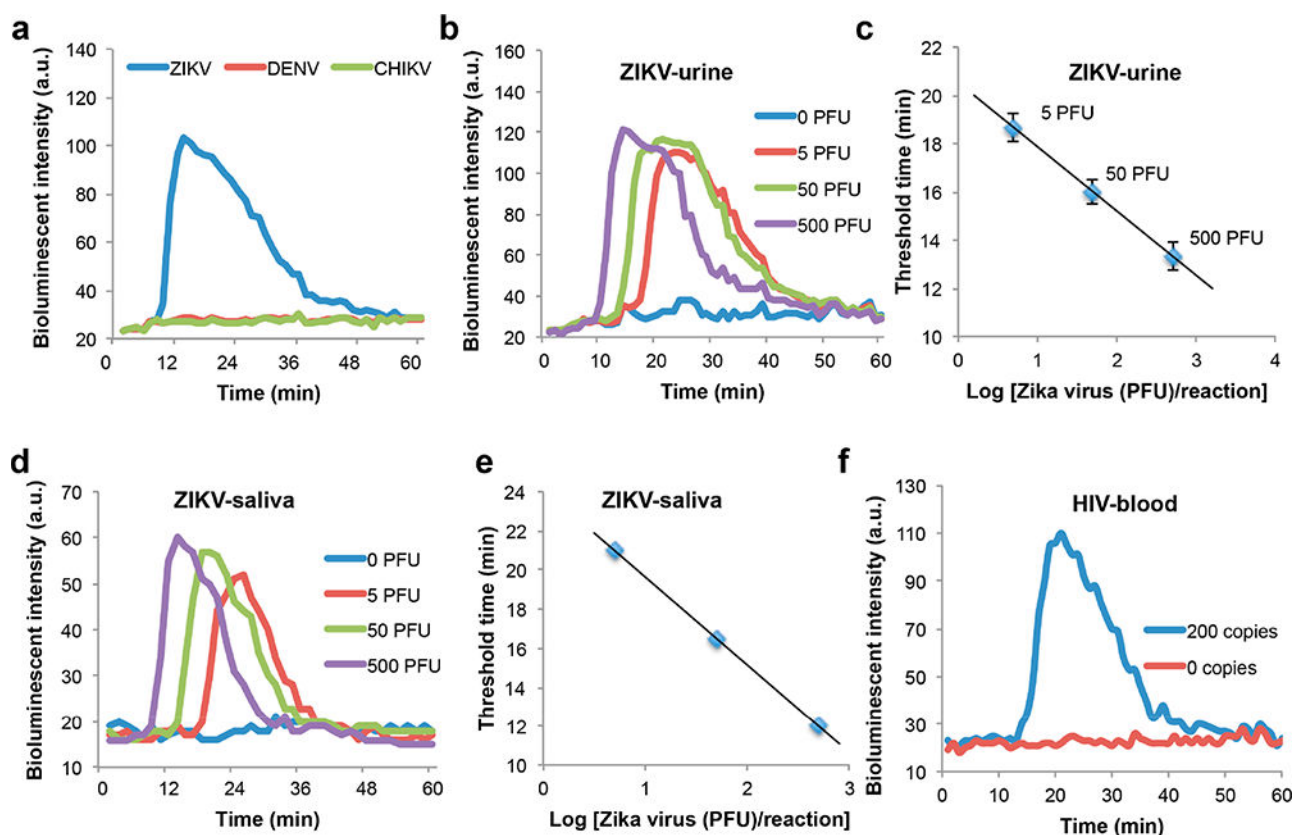 a
Bioluminescent intensity (a.u.)
140
120
100
80
60
40
20
ZIKV DENV CHIKV
0 12 24 36 48 60
Time (min)
b
Bioluminescent intensity (a.u.)
160
140
120
100
80
60
40
20
ZIKV-urine
0 PFU
5 PFU
50 PFU
500 PFU
0 10 20 30 40 50 60
Time (min)
c
Threshold time (min)
22
20
18
16
14
12
10
ZIKV-urine
5 PFU
50 PFU
500 PFU
0 1 2 3 4
Log [Zika virus (PFU)/reaction]
d
Bioluminescent intensity (a.u.)
70
60
50
40
30
20
10
ZIKV-saliva
0 PFU
5 PFU
50 PFU
500 PFU
0 12 24 36 48 60
Time (min)
e
Threshold time (min)
24
22
20
18
16
14
12
10
ZIKV-saliva
0 1 2 3
Log [Zika virus (PFU)/reaction]
f
Bioluminescent intensity (a.u.)
130
110
90
70
50
30
10
HIV-blood
200 copies
0 copies
0 10 20 30 40 50 60
Time (min)